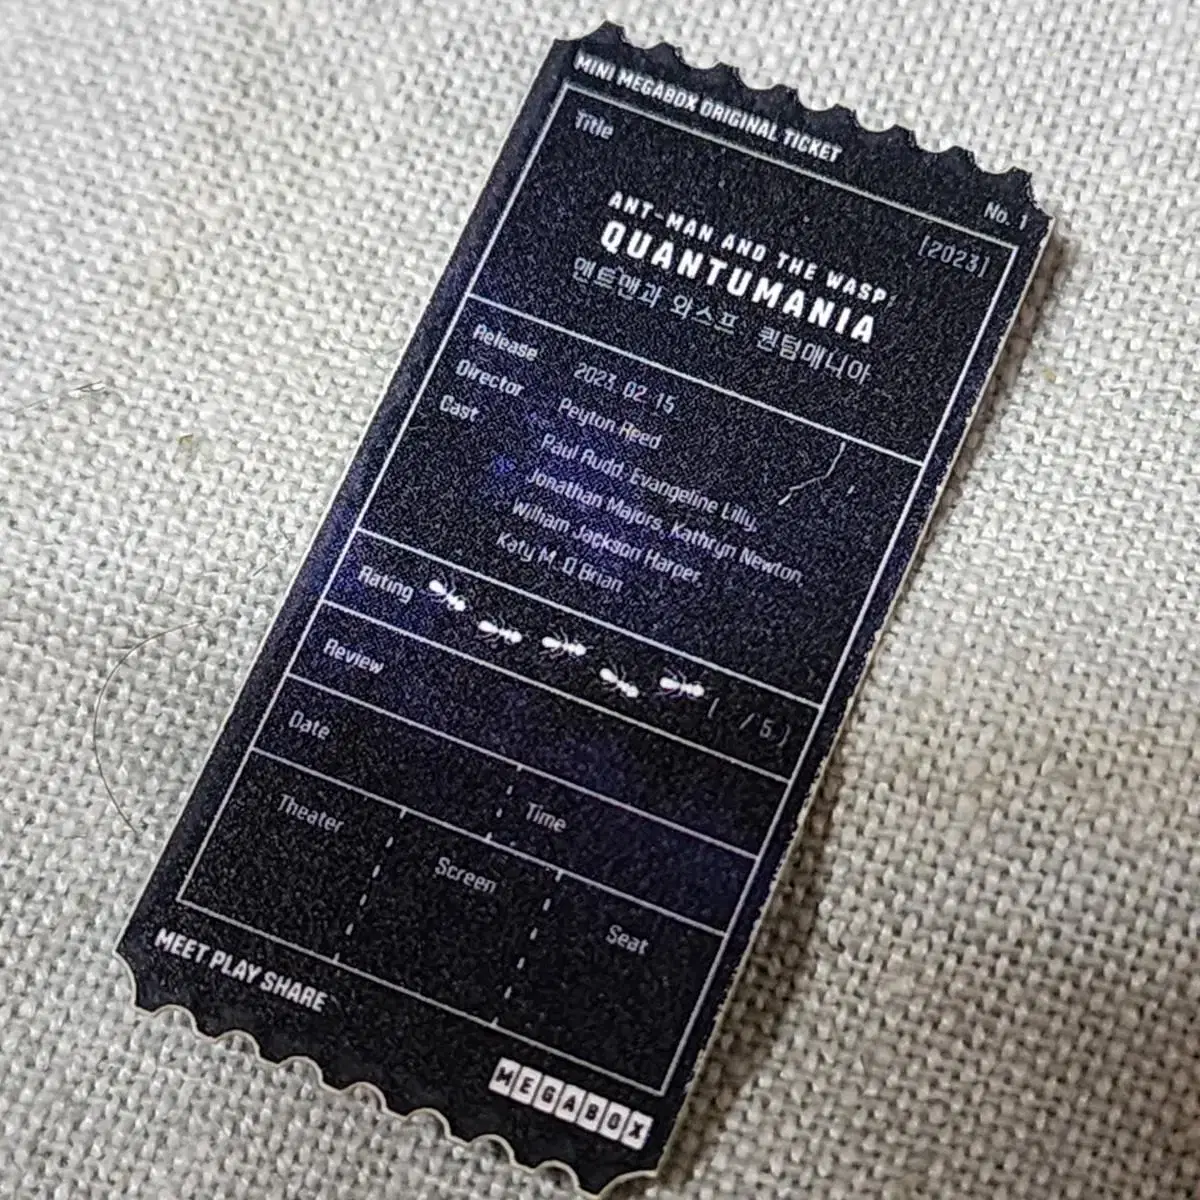 MINI MEGABOX ORIGINAL TICKET
No. 1
Title
[2023]
ANT-MAN AND THE WASP:
QUANTUMANIA
앤트맨과 와스프: 퀀텀매니아
Release 2023. 02. 15
Director Peyton Reed
Cast Paul Rudd, Evangeline Lilly,
Jonathan Majors, Kathryn Newton,
William Jackson Harper,
Katy M. O'Brian
Rating ( / 5 )
Review
Date Time
Theater Screen Seat
MEET PLAY SHARE
MEGABOX